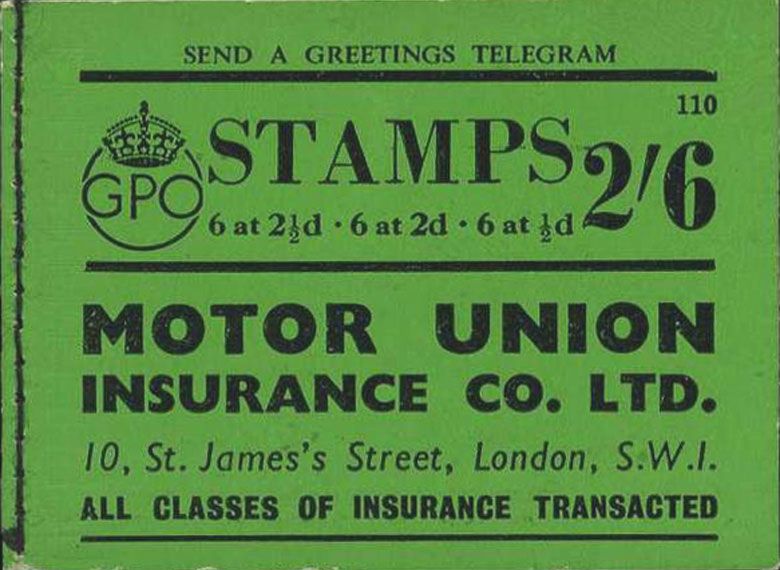 SEND A GREETINGS TELEGRAM
110
GPO
STAMPS 2/6
6 at 2½d · 6 at 2d · 6 at ½d
MOTOR UNION
INSURANCE CO. LTD.
10, St. James's Street, London, S.W.1.
ALL CLASSES OF INSURANCE TRANSACTED